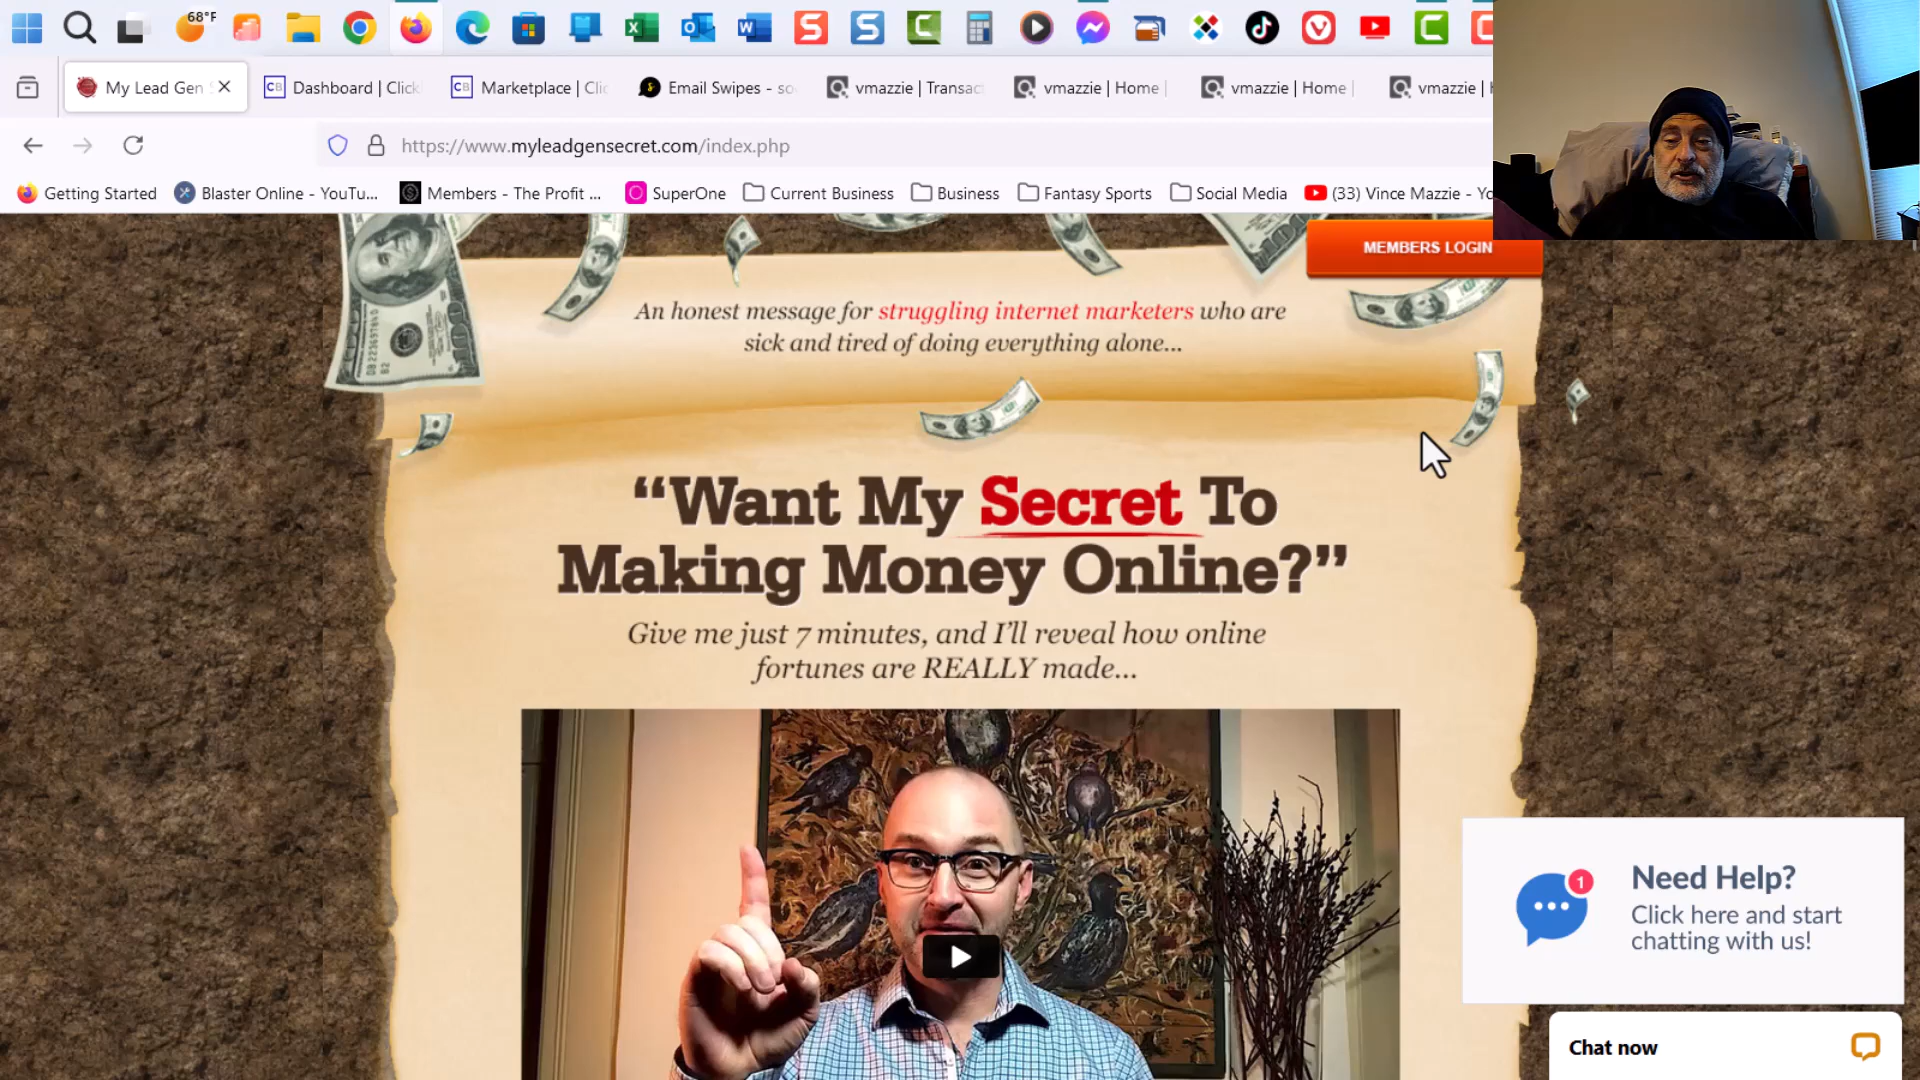 68°F
My Lead Gen
Dashboard | Click
Marketplace | Clic
Email Swipes - so
vmazzie | Transac
vmazzie | Home |
vmazzie | Home |
vmazzie |
https://www.myleadgensecret.com/index.php
Getting Started
Blaster Online - YouTu...
Members - The Profit ...
SuperOne
Current Business
Business
Fantasy Sports
Social Media
(33) Vince Mazzie - Yo
MEMBERS LOGIN
An honest message for struggling internet marketers who are
sick and tired of doing everything alone...
“Want My Secret To
Making Money Online?”
Give me just 7 minutes, and I’ll reveal how online
fortunes are REALLY made...
1
Need Help?
Click here and start
chatting with us!
Chat now